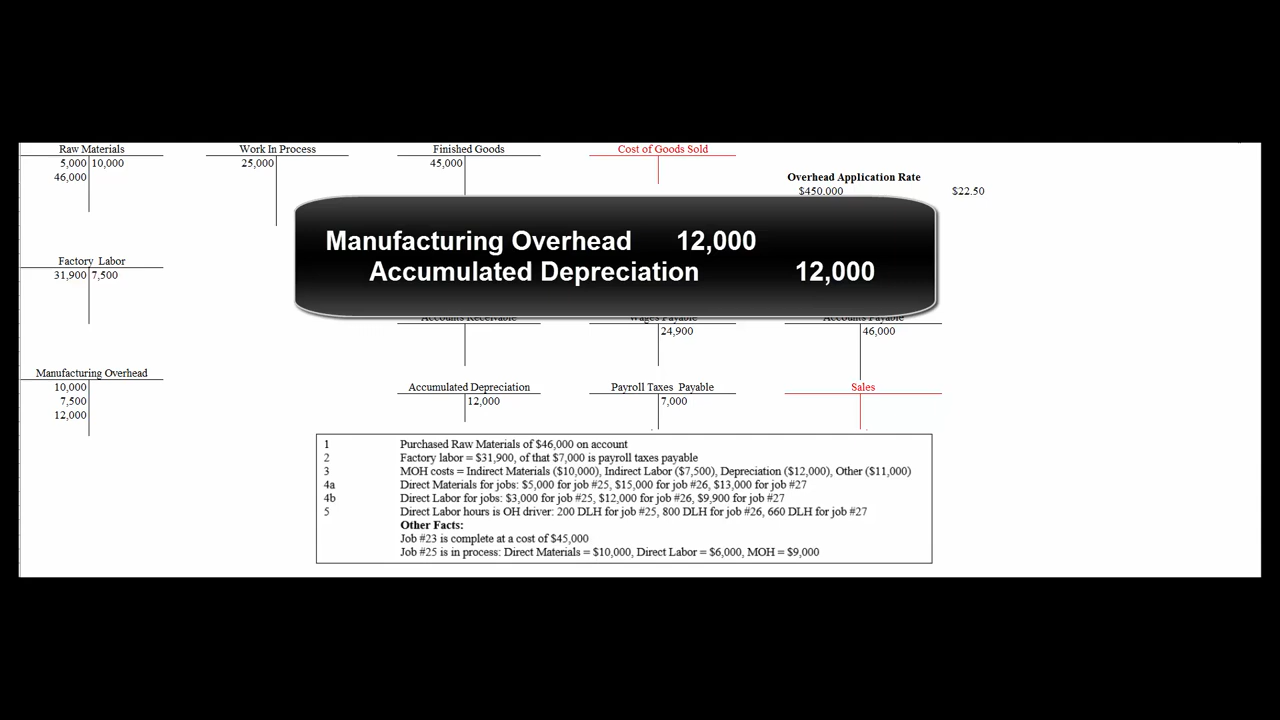 Raw Materials Work In Process Finished Goods Cost of Goods Sold
5,000 10,000 25,000 45,000
46,000 Overhead Application Rate
$450,000 $22.50
Manufacturing Overhead 12,000
Accumulated Depreciation 12,000
Factory Labor
31,900 7,500
Accounts Receivable Wages Payable Accounts Payable
24,900 46,000
Manufacturing Overhead
10,000 Accumulated Depreciation Payroll Taxes Payable Sales
7,500 12,000 7,000
12,000
1 Purchased Raw Materials of $46,000 on account
2 Factory labor = $31,900, of that $7,000 is payroll taxes payable
3 MOH costs = Indirect Materials ($10,000), Indirect Labor ($7,500), Depreciation ($12,000), Other ($11,000)
4a Direct Materials for jobs: $5,000 for job #25, $15,000 for job #26, $13,000 for job #27
4b Direct Labor for jobs: $3,000 for job #25, $12,000 for job #26, $9,900 for job #27
5 Direct Labor hours is OH driver: 200 DLH for job #25, 800 DLH for job #26, 660 DLH for job #27
Other Facts:
Job #23 is complete at a cost of $45,000
Job #25 is in process: Direct Materials = $10,000, Direct Labor = $6,000, MOH = $9,000